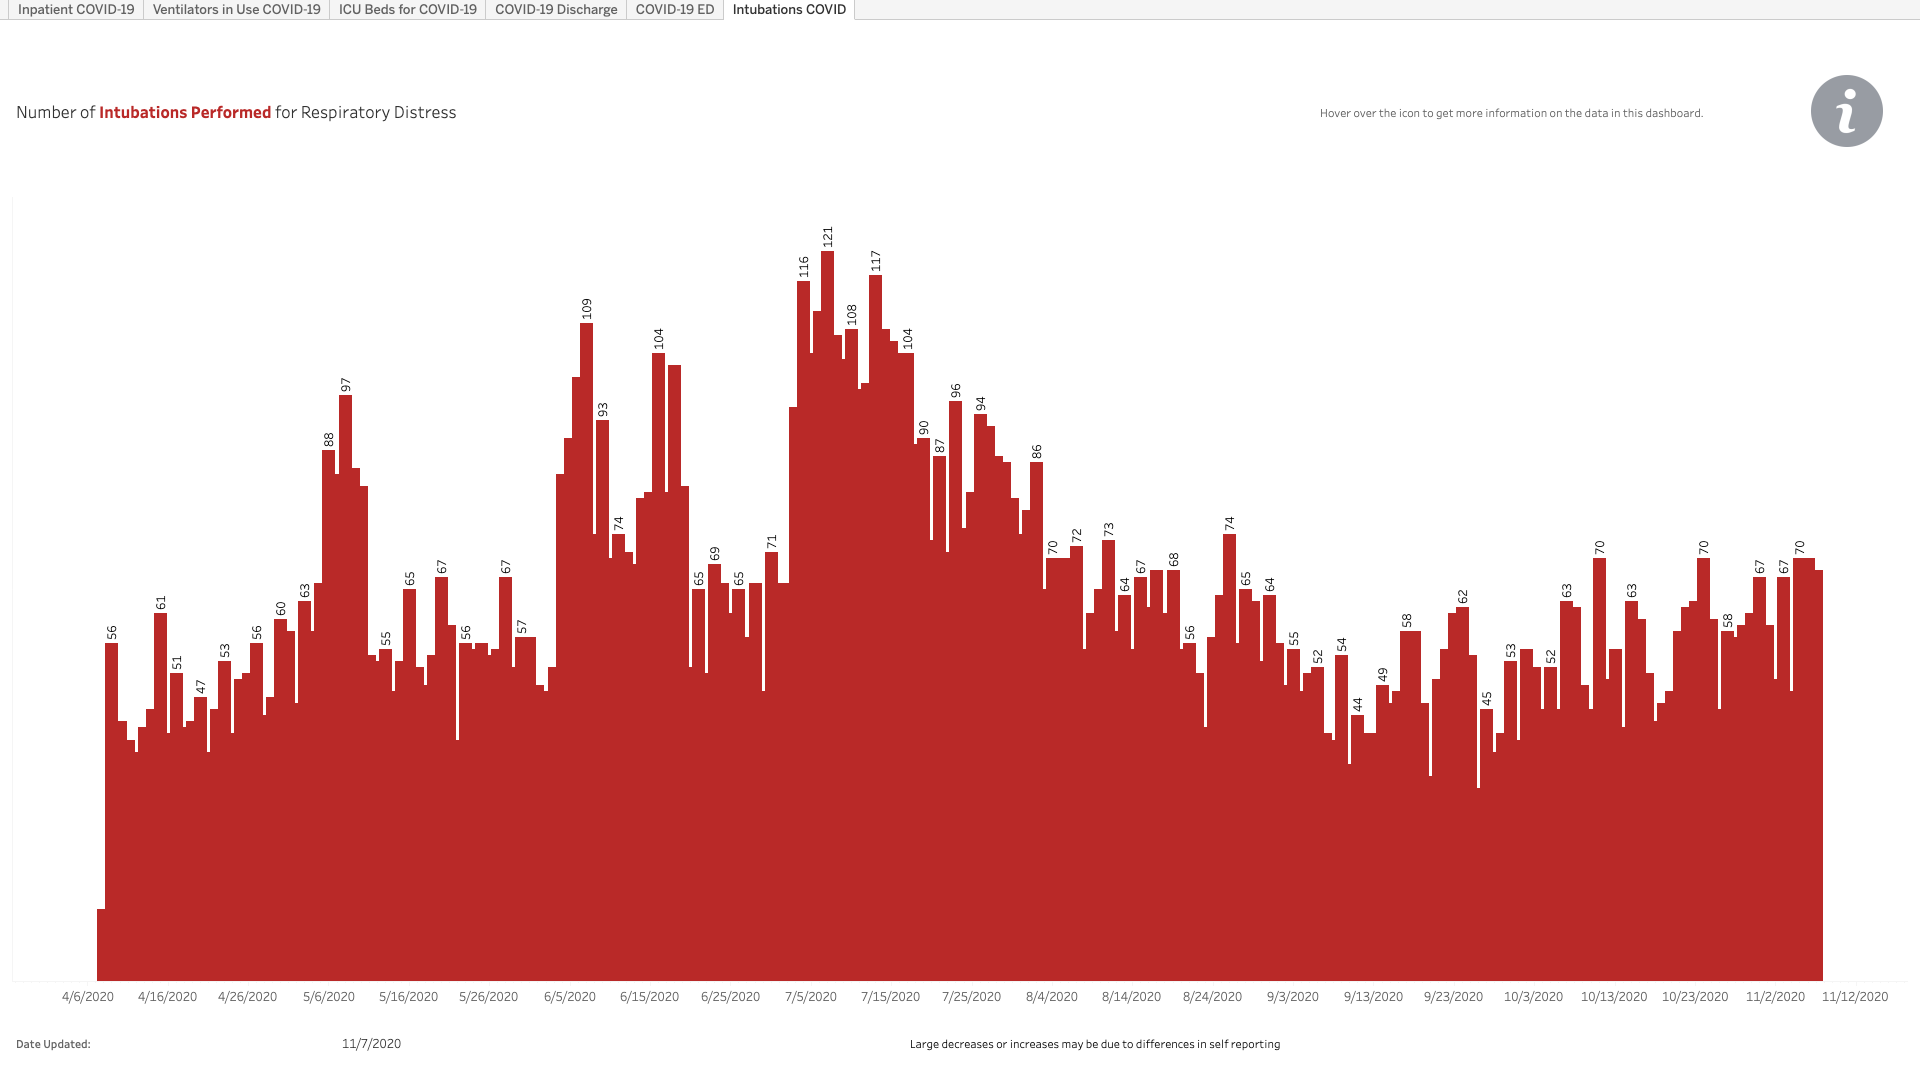 Inpatient COVID-19 Ventilators in Use COVID-19 ICU Beds for COVID-19 COVID-19 Discharge COVID-19 ED Intubations COVID
Number of Intubations Performed for Respiratory Distress
Hover over the icon to get more information on the data in this dashboard.
i
56 61 51 47 53 56 60 63 88 97 55 65 67 56 67 57 109 93 74 104 65 69 65 71 116 121 108 117 104 90 87 96 94 86 70 72 73 64 67 68 56 74 65 64 55 52 54 44 49 58 62 45 53 52 63 70 63 70 58 67 67 70
4/6/2020 4/16/2020 4/26/2020 5/6/2020 5/16/2020 5/26/2020 6/5/2020 6/15/2020 6/25/2020 7/5/2020 7/15/2020 7/25/2020 8/4/2020 8/14/2020 8/24/2020 9/3/2020 9/13/2020 9/23/2020 10/3/2020 10/13/2020 10/23/2020 11/2/2020 11/12/2020
Date Updated: 11/7/2020
Large decreases or increases may be due to differences in self reporting